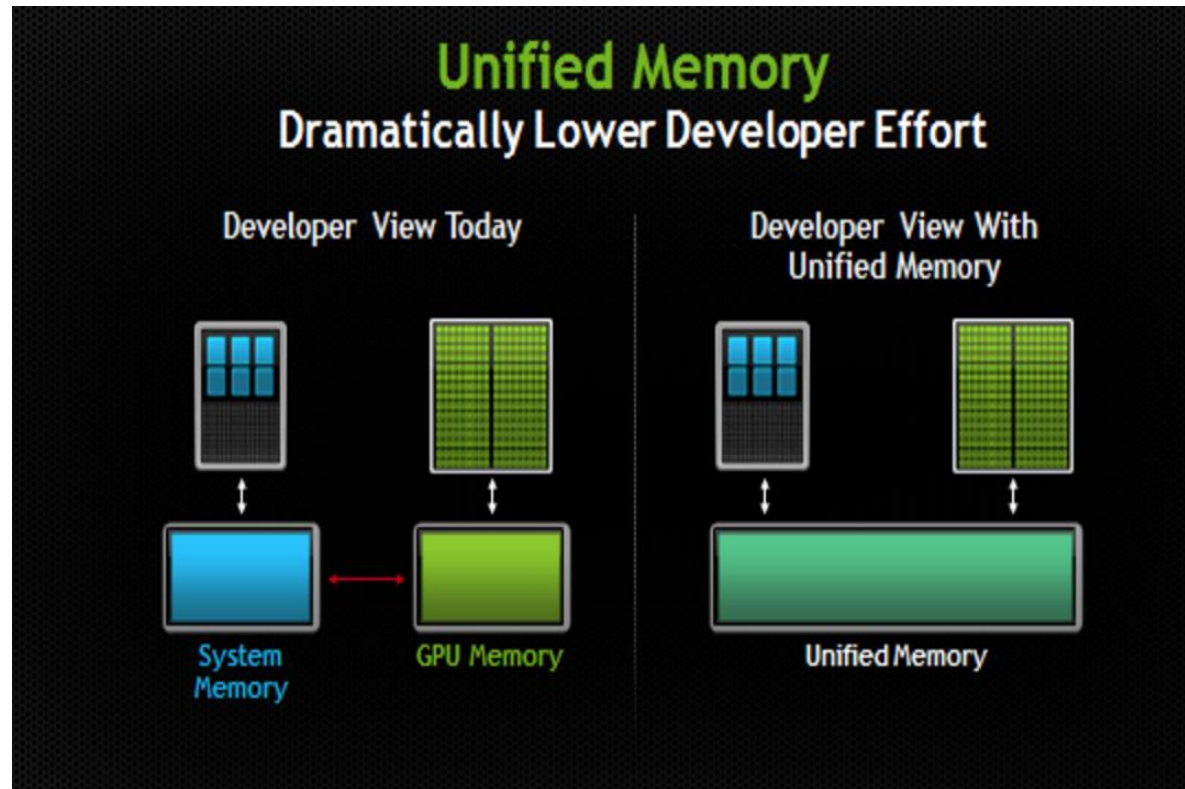 Unified Memory
Dramatically Lower Developer Effort
Developer View Today
Developer View With
Unified Memory
System
Memory
GPU Memory
Unified Memory